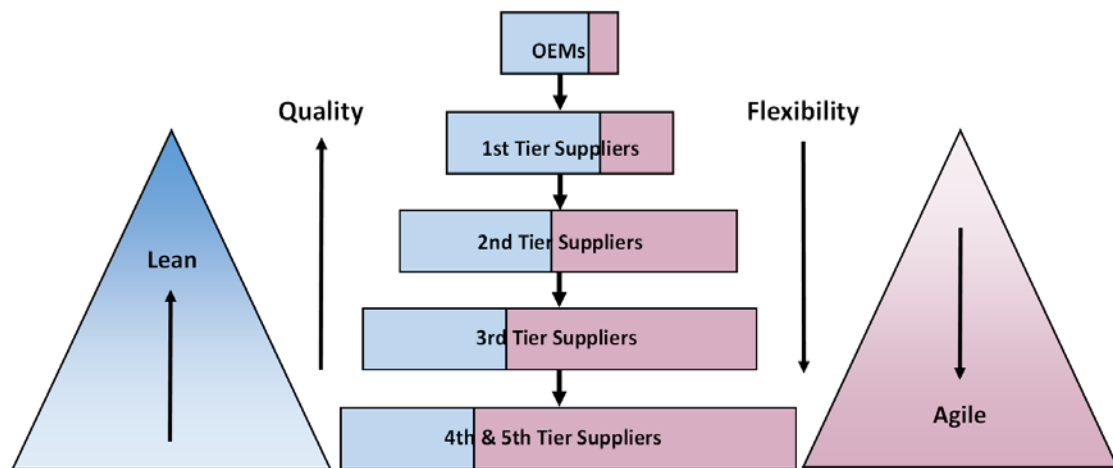 OEMs
Quality
Flexibility
1st Tier Suppliers
2nd Tier Suppliers
Lean
3rd Tier Suppliers
Agile
4th & 5th Tier Suppliers